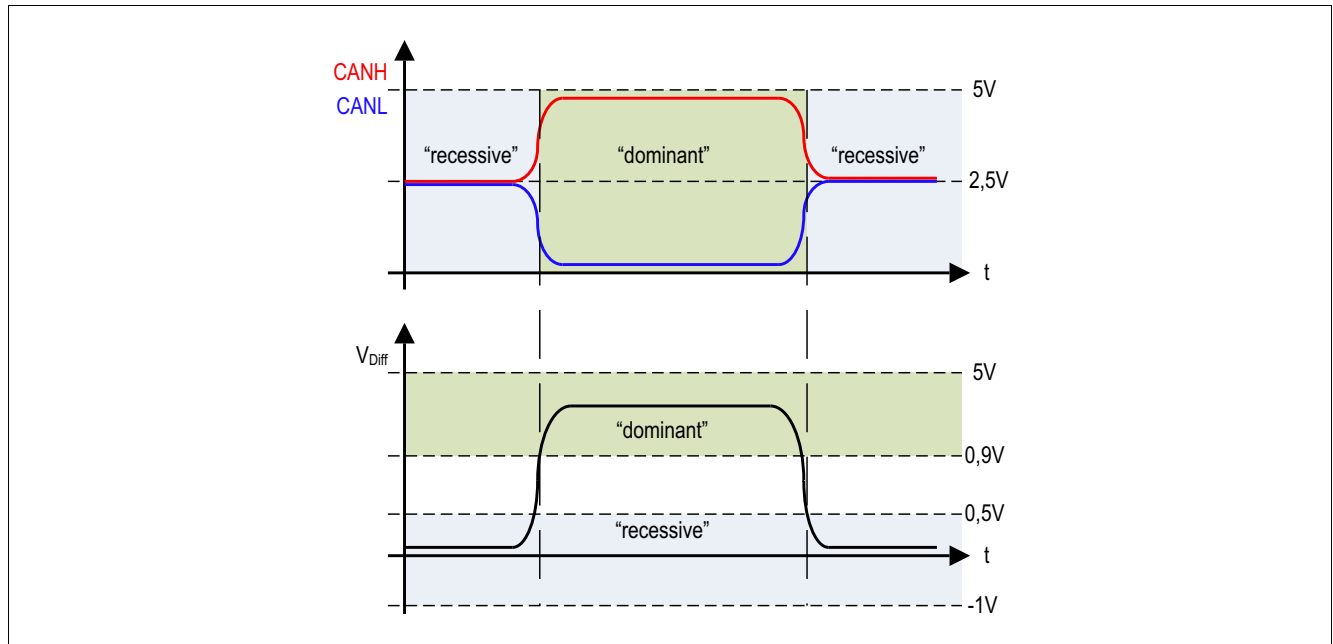 CANH
CANL
5V
“recessive”
“dominant”
“recessive”
2,5V
t
VDiff
5V
“dominant”
0,9V
0,5V
“recessive”
t
-1V